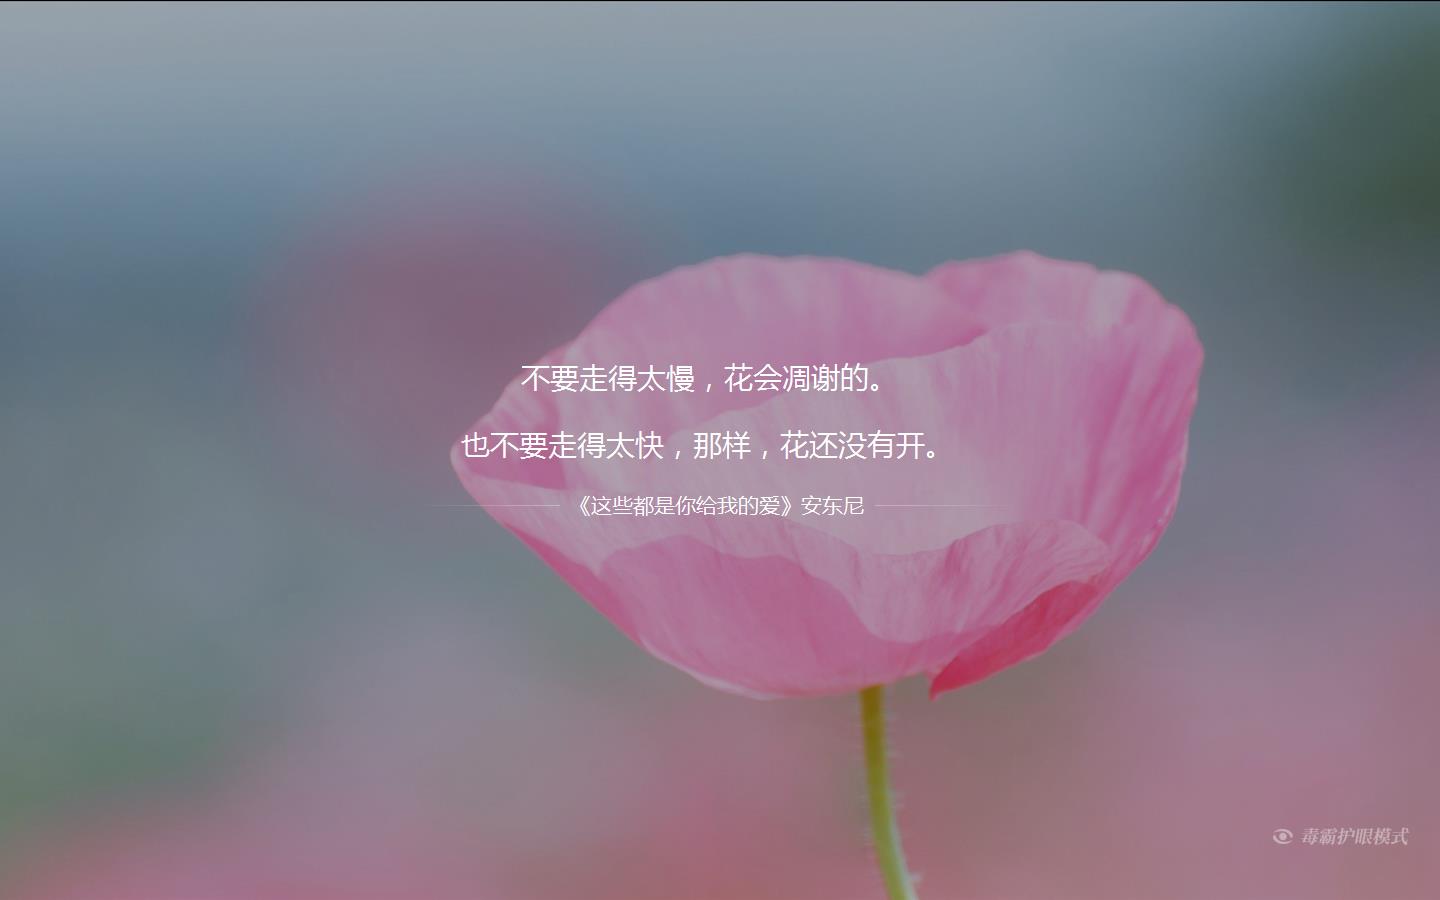 不要走得太慢，花会凋谢的。
也不要走得太快，那样，花还没有开。
《这些都是你给我的爱》安东尼
毒霸护眼模式